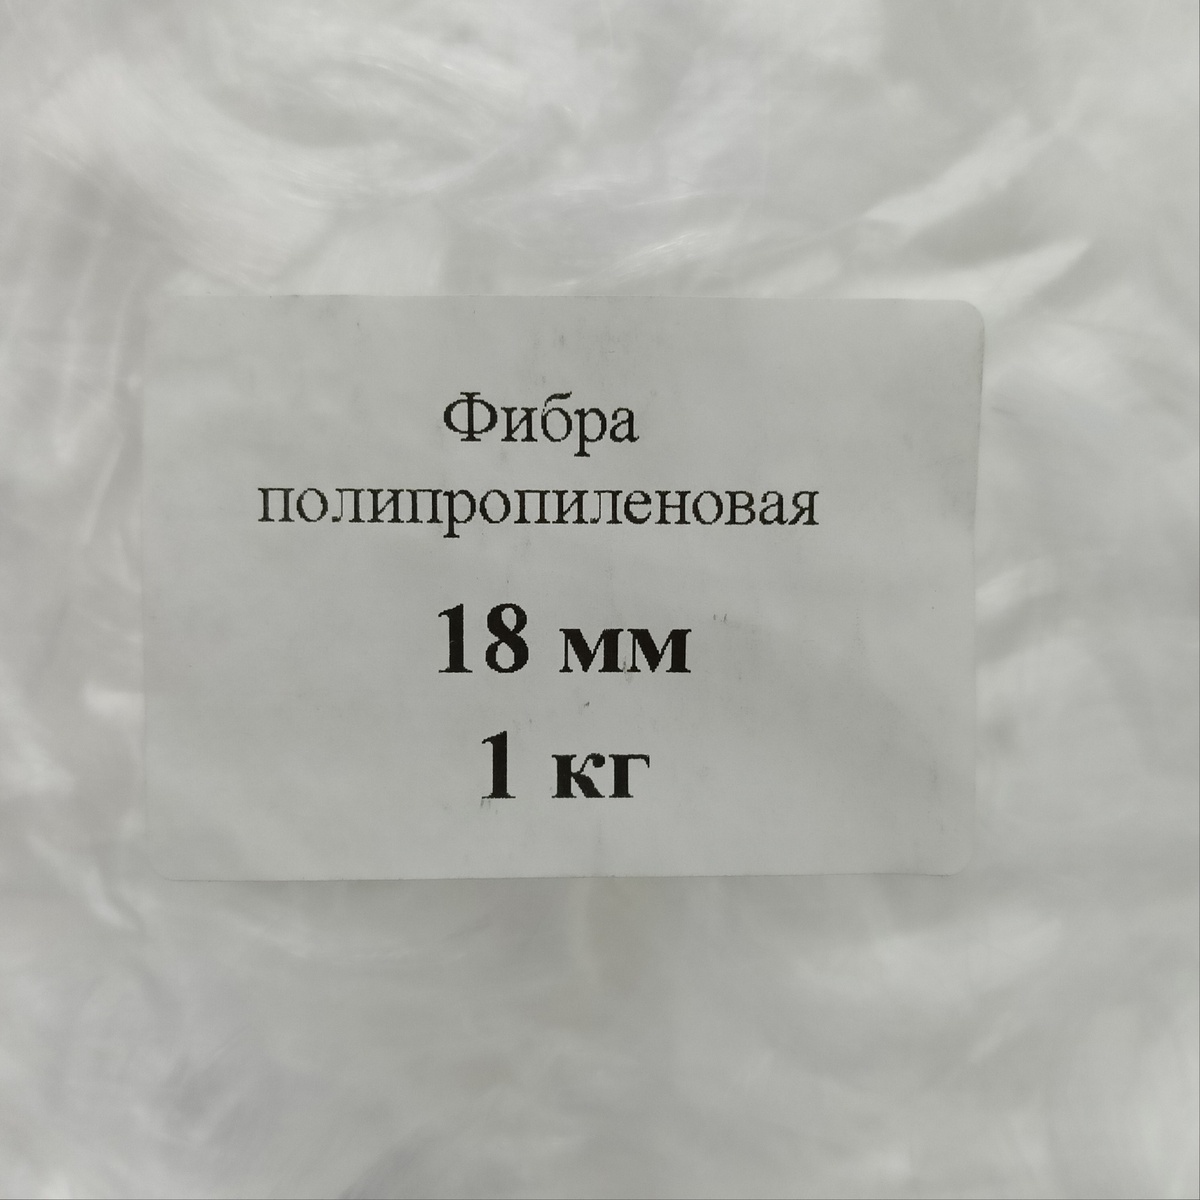 Фибра
полипропиленовая
18 мм
1 кг